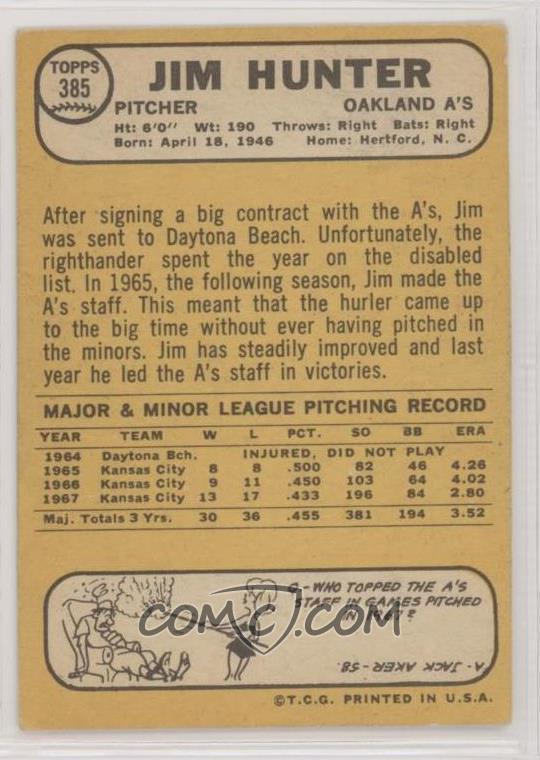 TOPPS
385
JIM HUNTER
PITCHER OAKLAND A'S
Ht: 6'0" Wt: 190 Throws: Right Bats: Right
Born: April 18, 1946 Home: Hertford, N. C.
After signing a big contract with the A's, Jim
was sent to Daytona Beach. Unfortunately, the
righthander spent the year on the disabled
list. In 1965, the following season, Jim made the
A's staff. This meant that the hurler came up
to the big time without ever having pitched in
the minors. Jim has steadily improved and last
year he led the A's staff in victories.
MAJOR & MINOR LEAGUE PITCHING RECORD
YEAR TEAM W L PCT. SO BB ERA
1964 Daytona Bch. INJURED, DID NOT PLAY
1965 Kansas City 8 8 .500 82 46 4.26
1966 Kansas City 9 11 .450 103 64 4.02
1967 Kansas City 13 17 .433 196 84 2.80
Maj. Totals 3 Yrs. 30 36 .455 381 194 3.52
Q.-WHO TOPPED THE A'S
STAFF IN GAMES PITCHED
IN 1967?
A.-JACK AKER-58.
COMC.COM
©T.C.G. PRINTED IN U.S.A.